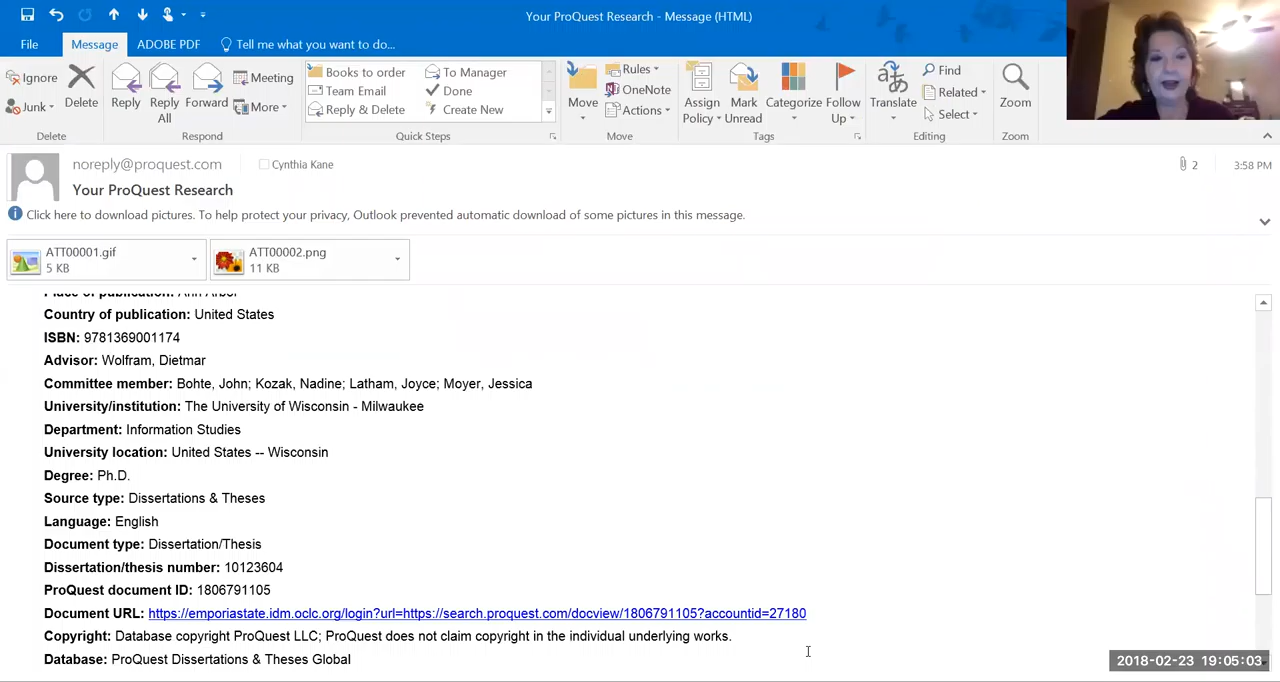 Your ProQuest Research - Message (HTML)
File Message ADOBE PDF Tell me what you want to do...
Ignore
Junk
Delete
Reply
Reply All
Forward
Meeting
More
Books to order
Team Email
Reply & Delete
To Manager
Done
Create New
Move
Rules
OneNote
Actions
Assign Policy
Mark Unread
Categorize
Follow Up
Translate
Find
Related
Select
Zoom
Delete Respond Quick Steps Move Tags Editing Zoom
noreply@proquest.com Cynthia Kane 2 3:58 PM
Your ProQuest Research
Click here to download pictures. To help protect your privacy, Outlook prevented automatic download of some pictures in this message.
ATT00001.gif
5 KB
ATT00002.png
11 KB
Place of publication: Ann Arbor
Country of publication: United States
ISBN: 9781369001174
Advisor: Wolfram, Dietmar
Committee member: Bohte, John; Kozak, Nadine; Latham, Joyce; Moyer, Jessica
University/institution: The University of Wisconsin - Milwaukee
Department: Information Studies
University location: United States -- Wisconsin
Degree: Ph.D.
Source type: Dissertations & Theses
Language: English
Document type: Dissertation/Thesis
Dissertation/thesis number: 10123604
ProQuest document ID: 1806791105
Document URL: https://emporiastate.idm.oclc.org/login?url=https://search.proquest.com/docview/1806791105?accountid=27180
Copyright: Database copyright ProQuest LLC; ProQuest does not claim copyright in the individual underlying works.
Database: ProQuest Dissertations & Theses Global
2018-02-23 19:05:03